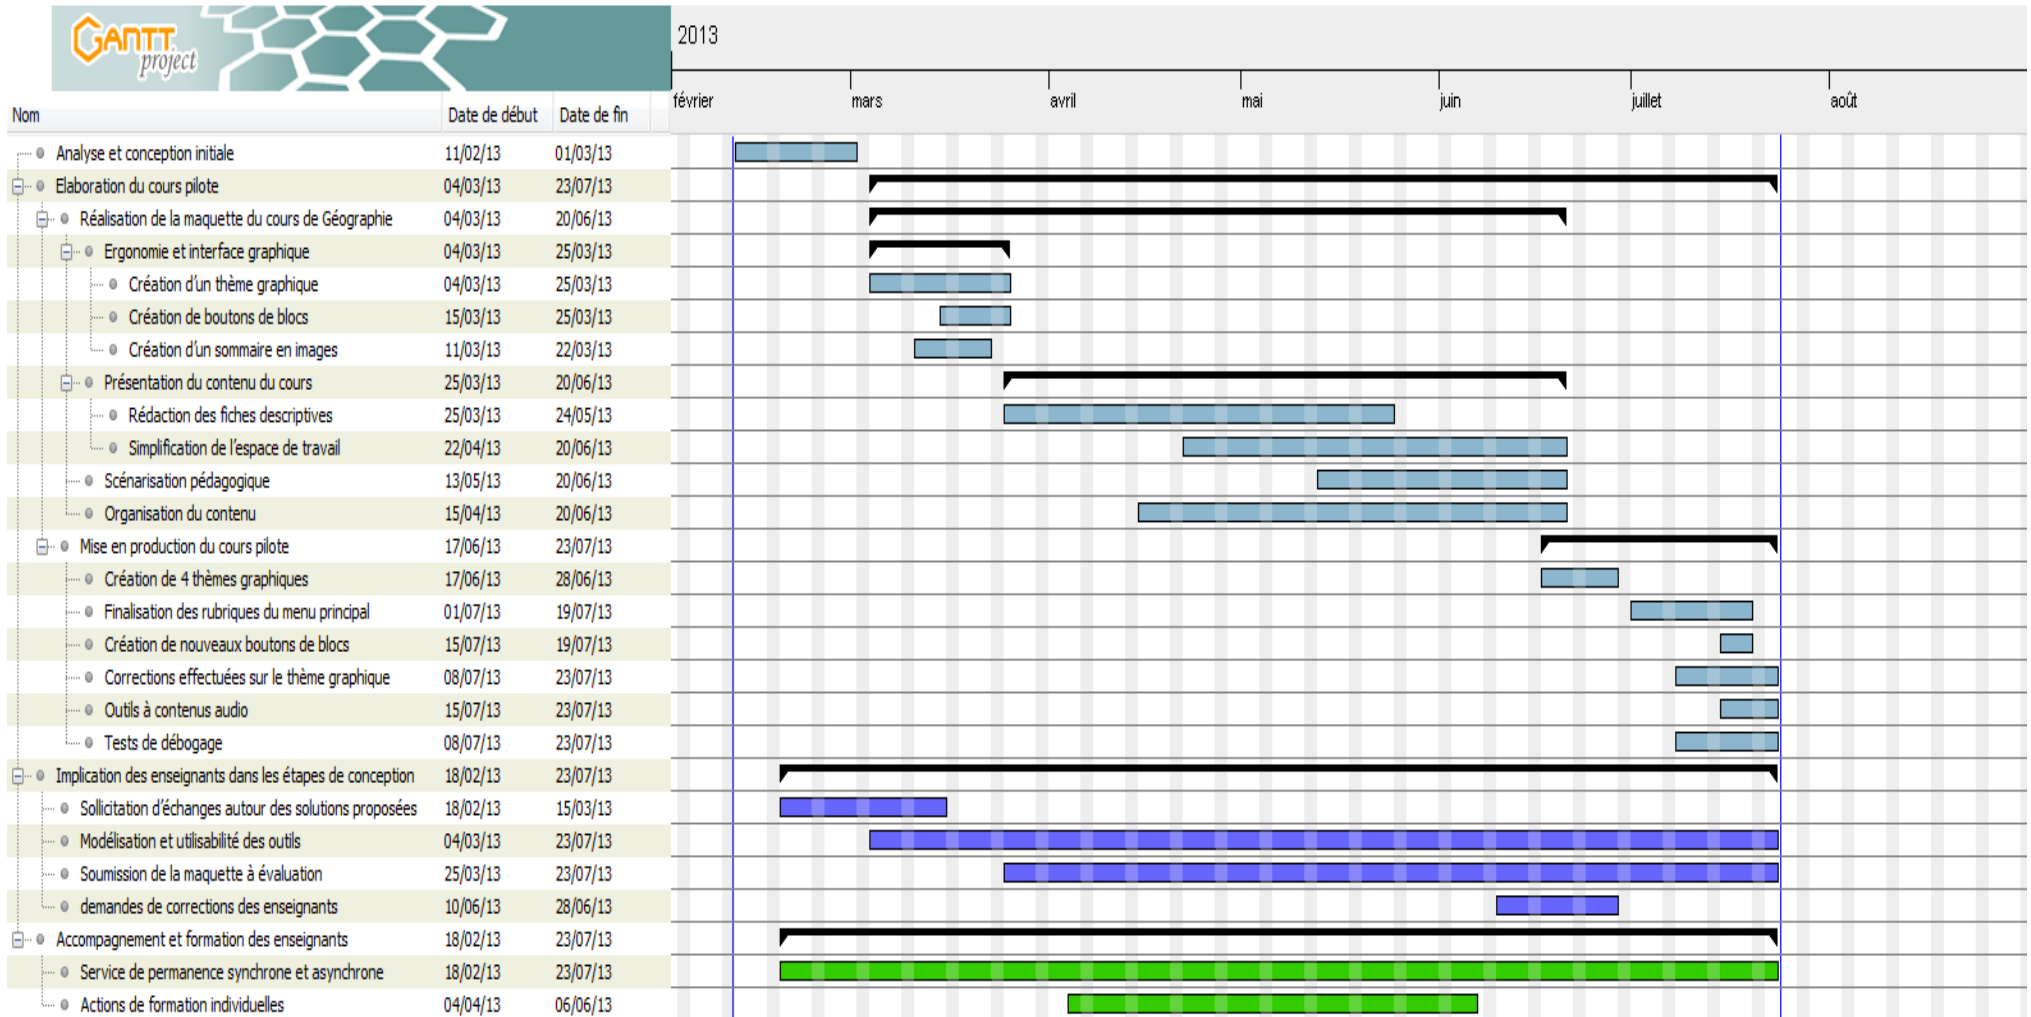 GANTT
project
2013
février mars avril mai juin juillet août
Nom Date de début Date de fin
Analyse et conception initiale 11/02/13 01/03/13
Elaboration du cours pilote 04/03/13 23/07/13
Réalisation de la maquette du cours de Géographie 04/03/13 20/06/13
Ergonomie et interface graphique 04/03/13 25/03/13
Création d'un thème graphique 04/03/13 25/03/13
Création de boutons de blocs 15/03/13 25/03/13
Création d'un sommaire en images 11/03/13 22/03/13
Présentation du contenu du cours 25/03/13 20/06/13
Rédaction des fiches descriptives 25/03/13 24/05/13
Simplification de l'espace de travail 22/04/13 20/06/13
Scénarisation pédagogique 13/05/13 20/06/13
Organisation du contenu 15/04/13 20/06/13
Mise en production du cours pilote 17/06/13 23/07/13
Création de 4 thèmes graphiques 17/06/13 28/06/13
Finalisation des rubriques du menu principal 01/07/13 19/07/13
Création de nouveaux boutons de blocs 15/07/13 19/07/13
Corrections effectuées sur le thème graphique 08/07/13 23/07/13
Outils à contenus audio 15/07/13 23/07/13
Tests de débogage 08/07/13 23/07/13
Implication des enseignants dans les étapes de conception 18/02/13 23/07/13
Sollicitation d'échanges autour des solutions proposées 18/02/13 15/03/13
Modélisation et utilisabilité des outils 04/03/13 23/07/13
Soumission de la maquette à évaluation 25/03/13 23/07/13
demandes de corrections des enseignants 10/06/13 28/06/13
Accompagnement et formation des enseignants 18/02/13 23/07/13
Service de permanence synchrone et asynchrone 18/02/13 23/07/13
Actions de formation individuelles 04/04/13 06/06/13